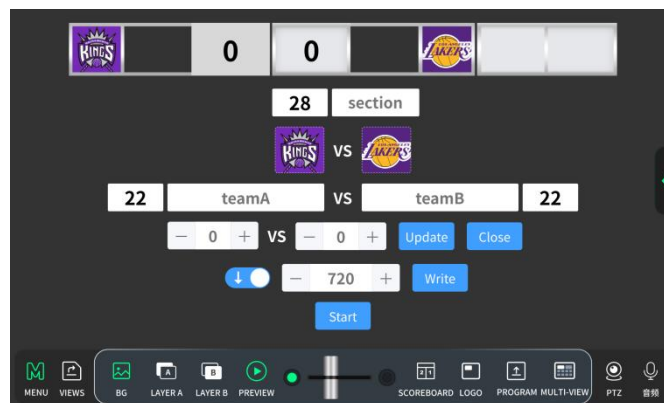 KINGS 0 0 LOS ANGELES LAKERS
28 section
KINGS VS LAKERS
22 teamA VS teamB 22
− 0 + VS − 0 + Update Close
↓ − 720 + Write
Start
A B 2 1
MENU VIEWS BG LAYER A LAYER B PREVIEW SCOREBOARD LOGO PROGRAM MULTI-VIEW PTZ 音频